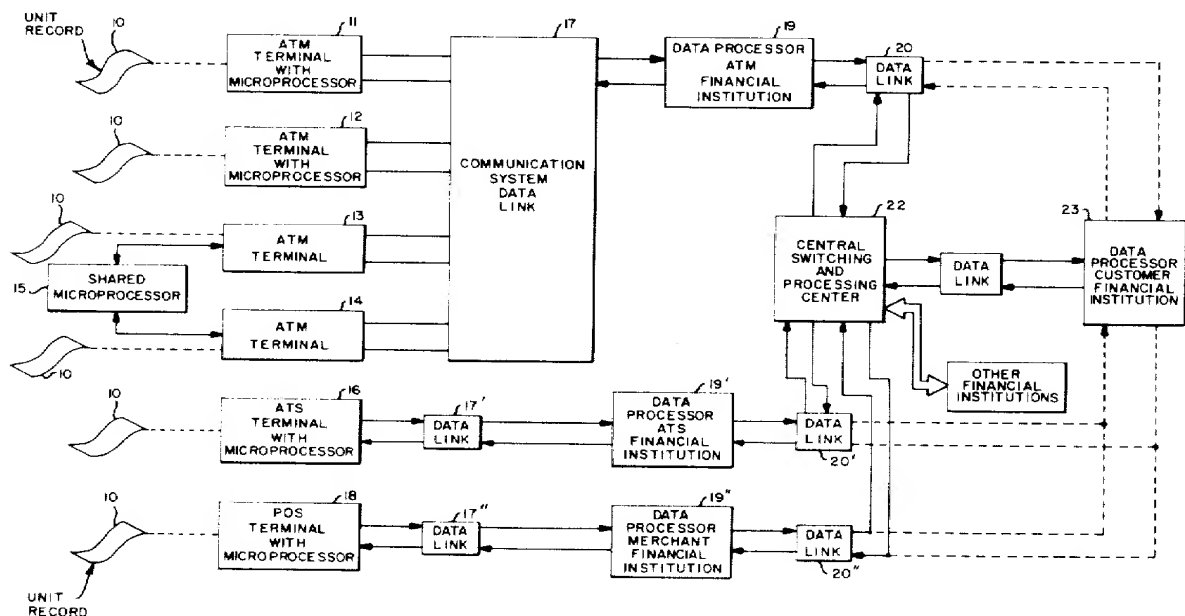 UNIT
RECORD
10
11
ATM
TERMINAL
WITH
MICROPROCESSOR
17
COMMUNICATION
SYSTEM
DATA
LINK
19
DATA PROCESSOR
ATM
FINANCIAL
INSTITUTION
20
DATA
LINK
10
12
ATM
TERMINAL
WITH
MICROPROCESSOR
10
13
ATM
TERMINAL
15
SHARED
MICROPROCESSOR
14
ATM
TERMINAL
10
22
CENTRAL
SWITCHING
AND
PROCESSING
CENTER
DATA
LINK
23
DATA
PROCESSOR
CUSTOMER
FINANCIAL
INSTITUTION
OTHER
FINANCIAL
INSTITUTIONS
10
16
ATS
TERMINAL
WITH
MICROPROCESSOR
17'
DATA
LINK
19'
DATA
PROCESSOR
ATS
FINANCIAL
INSTITUTION
DATA
LINK
20'
10
18
POS
TERMINAL
WITH
MICROPROCESSOR
17"
DATA
LINK
19"
DATA
PROCESSOR
MERCHANT
FINANCIAL
INSTITUTION
DATA
LINK
20"
UNIT
RECORD